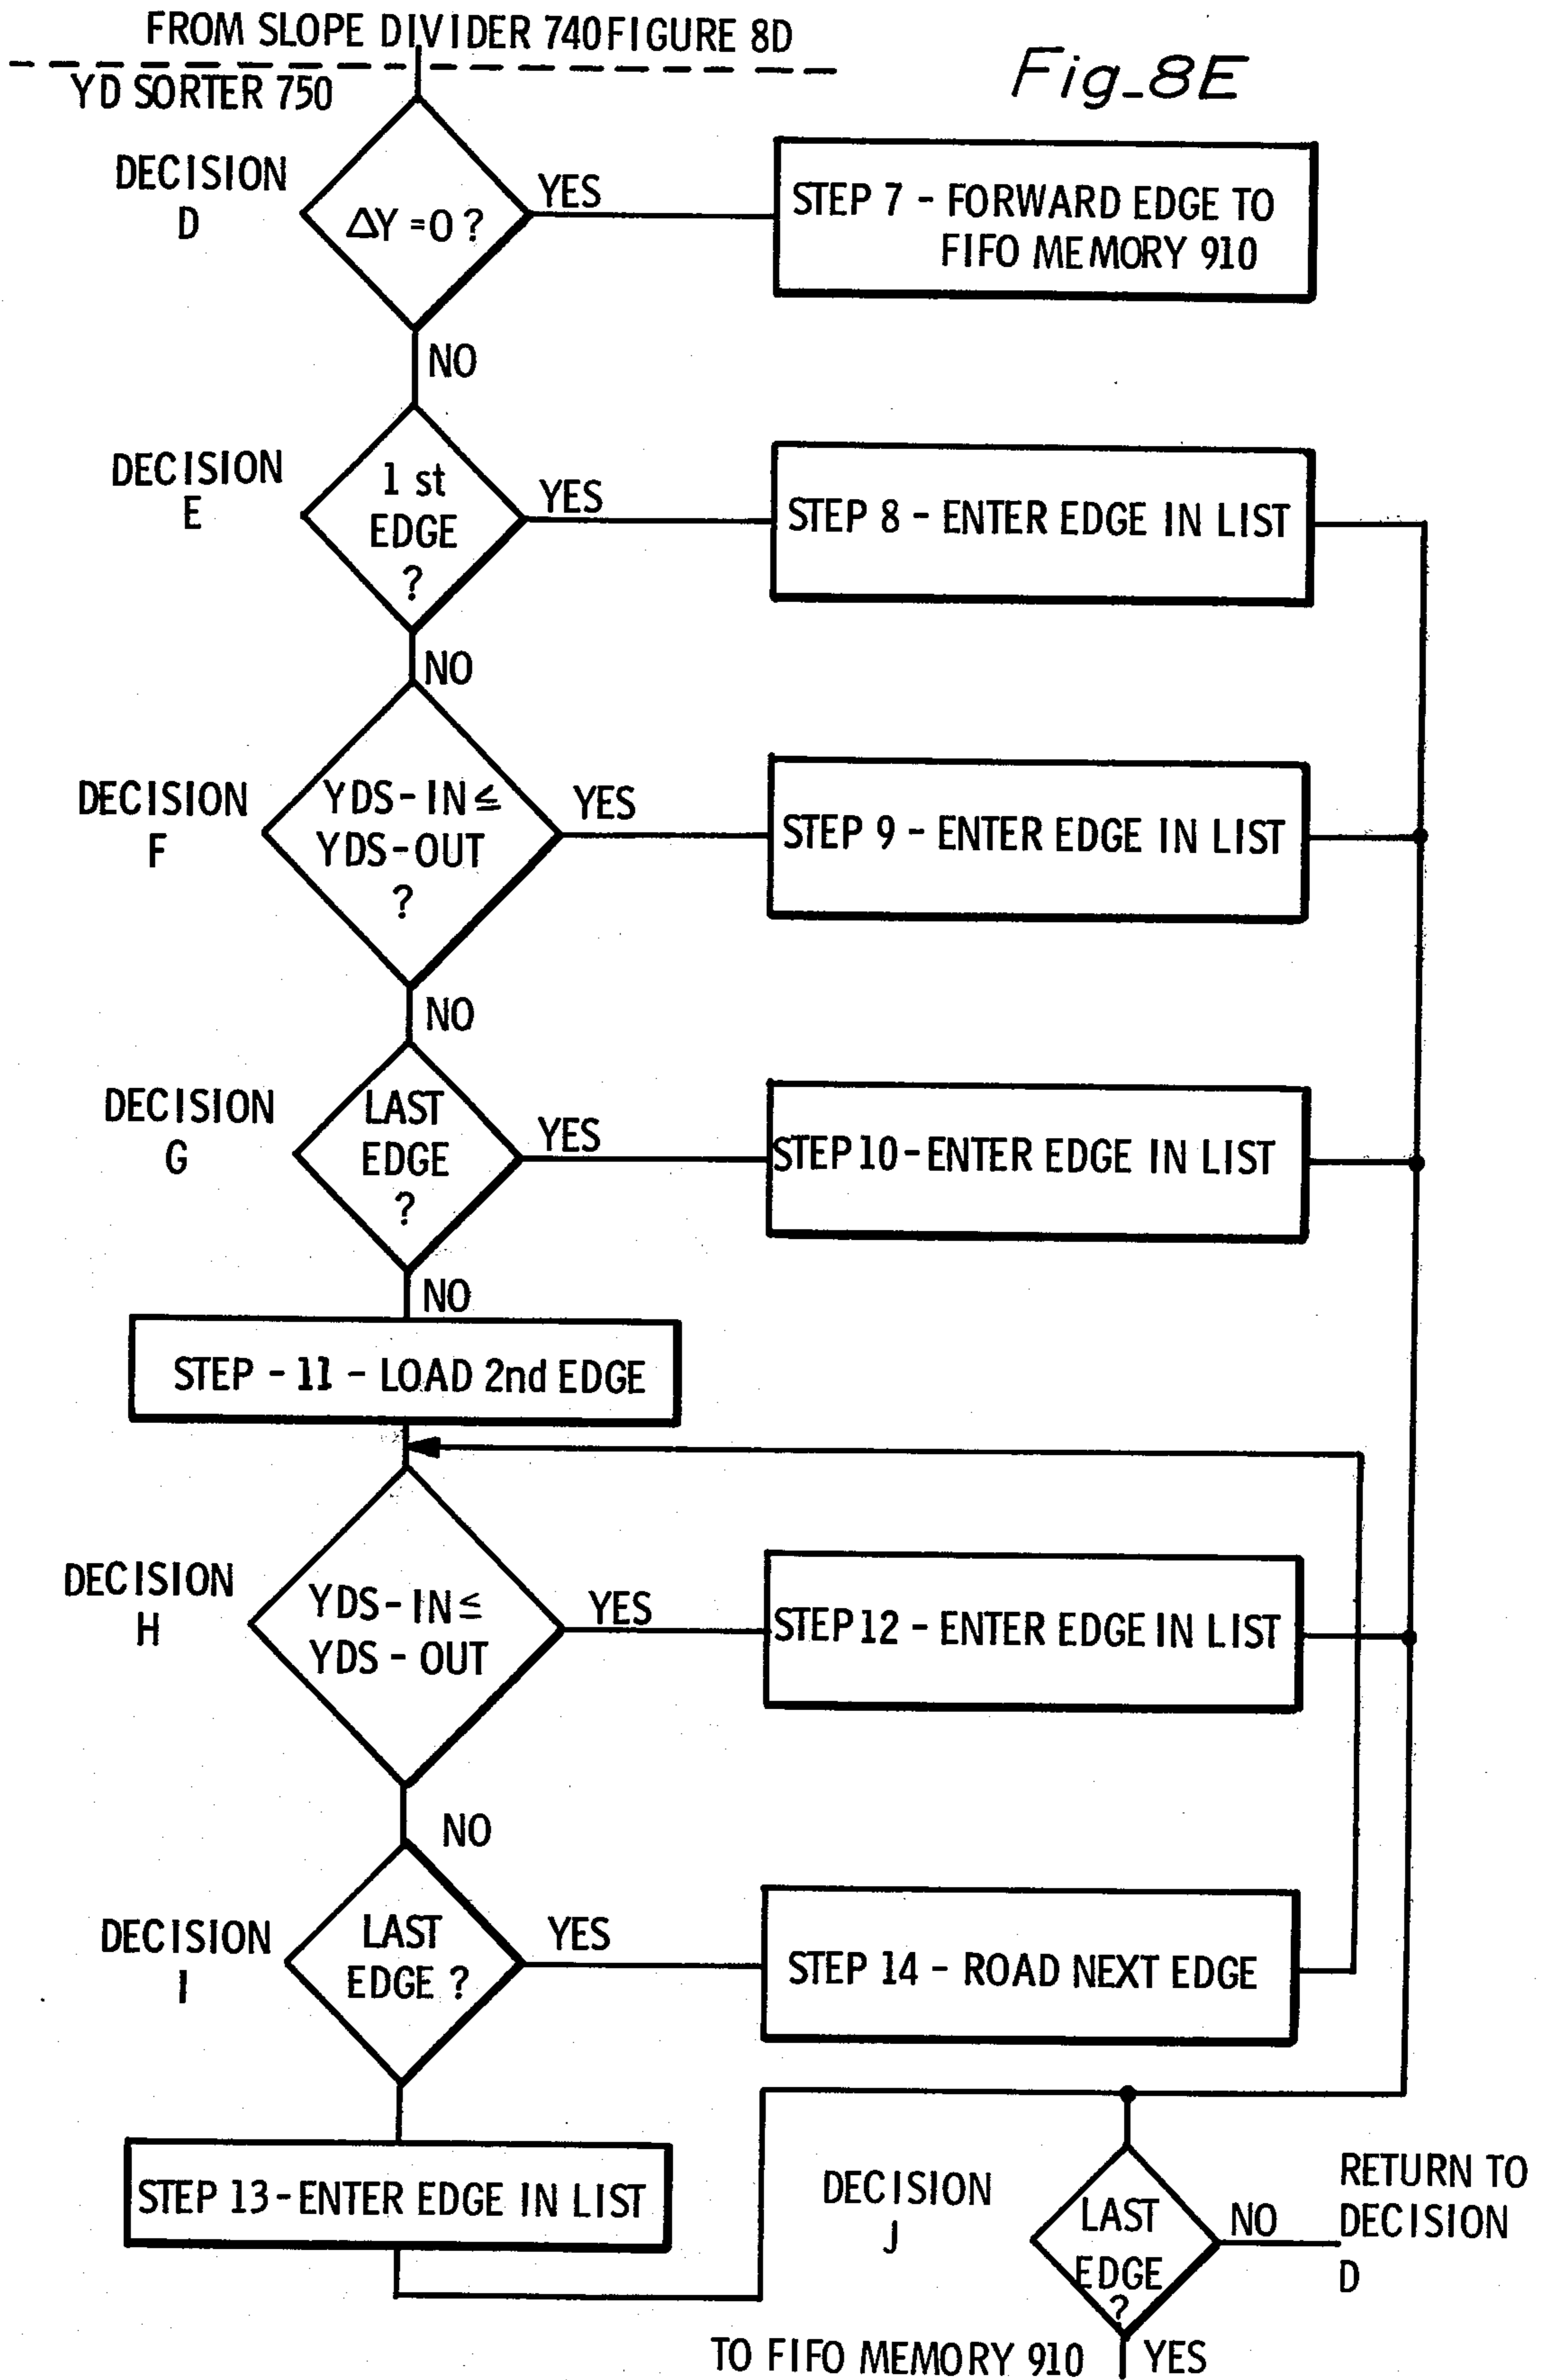 FROM SLOPE DIVIDER 740 FIGURE 8D
Fig_8E
YD SORTER 750
DECISION
D
ΔY =0 ?
YES
STEP 7 - FORWARD EDGE TO
FIFO MEMORY 910
NO
DECISION
E
1 st
EDGE
?
YES
STEP 8 - ENTER EDGE IN LIST
NO
DECISION
F
YDS-IN ≤
YDS-OUT
?
YES
STEP 9 - ENTER EDGE IN LIST
NO
DECISION
G
LAST
EDGE
?
YES
STEP 10 - ENTER EDGE IN LIST
NO
STEP - 11 - LOAD 2nd EDGE
DECISION
H
YDS-IN ≤
YDS - OUT
YES
STEP 12 - ENTER EDGE IN LIST
NO
DECISION
I
LAST
EDGE ?
YES
STEP 14 - ROAD NEXT EDGE
STEP 13 - ENTER EDGE IN LIST
DECISION
J
LAST
EDGE
?
NO
RETURN TO
DECISION
D
TO FIFO MEMORY 910
YES